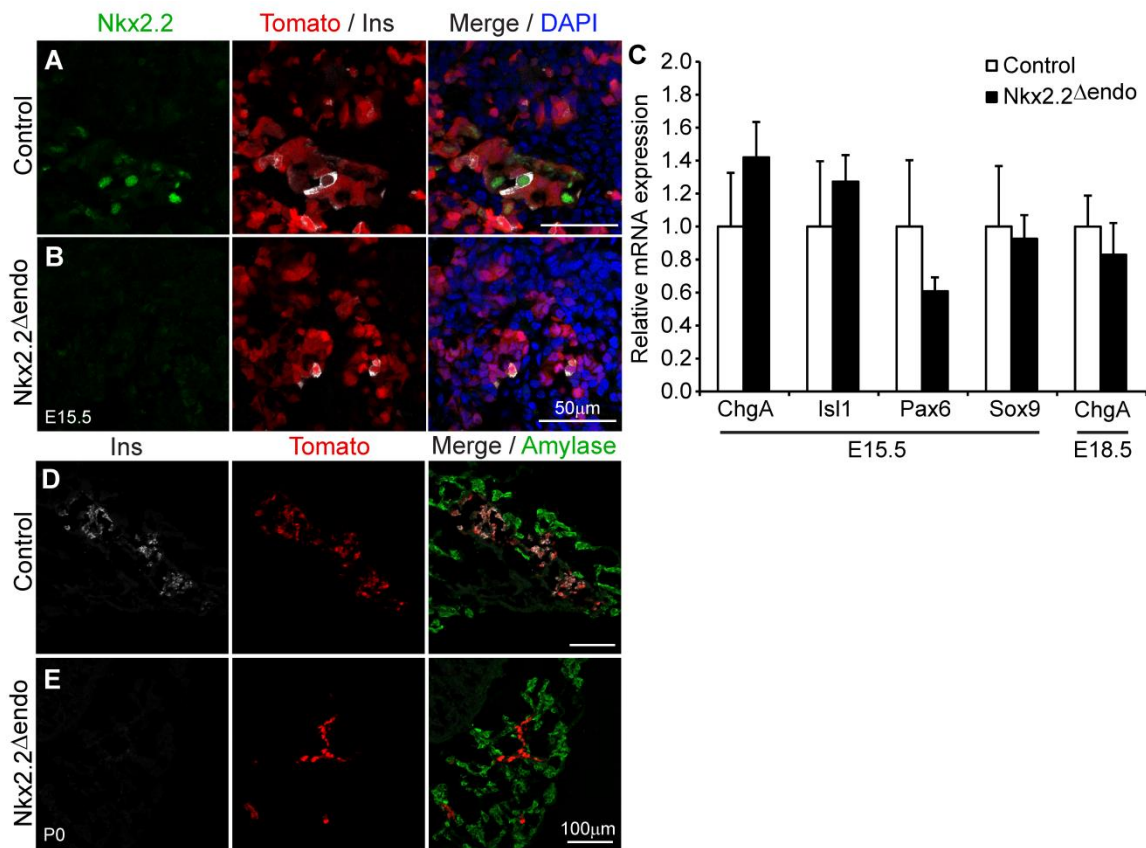 Nkx2.2 Tomato / Ins Merge / DAPI
A
Control
B
Nkx2.2Δendo
E15.5
50μm
C
Control
Nkx2.2Δendo
Relative mRNA expression
2.0
1.8
1.6
1.4
1.2
1.0
0.8
0.6
0.4
0.2
0.0
ChgA Isl1 Pax6 Sox9 ChgA
E15.5 E18.5
Ins Tomato Merge / Amylase
D
Control
E
Nkx2.2Δendo
P0
100μm